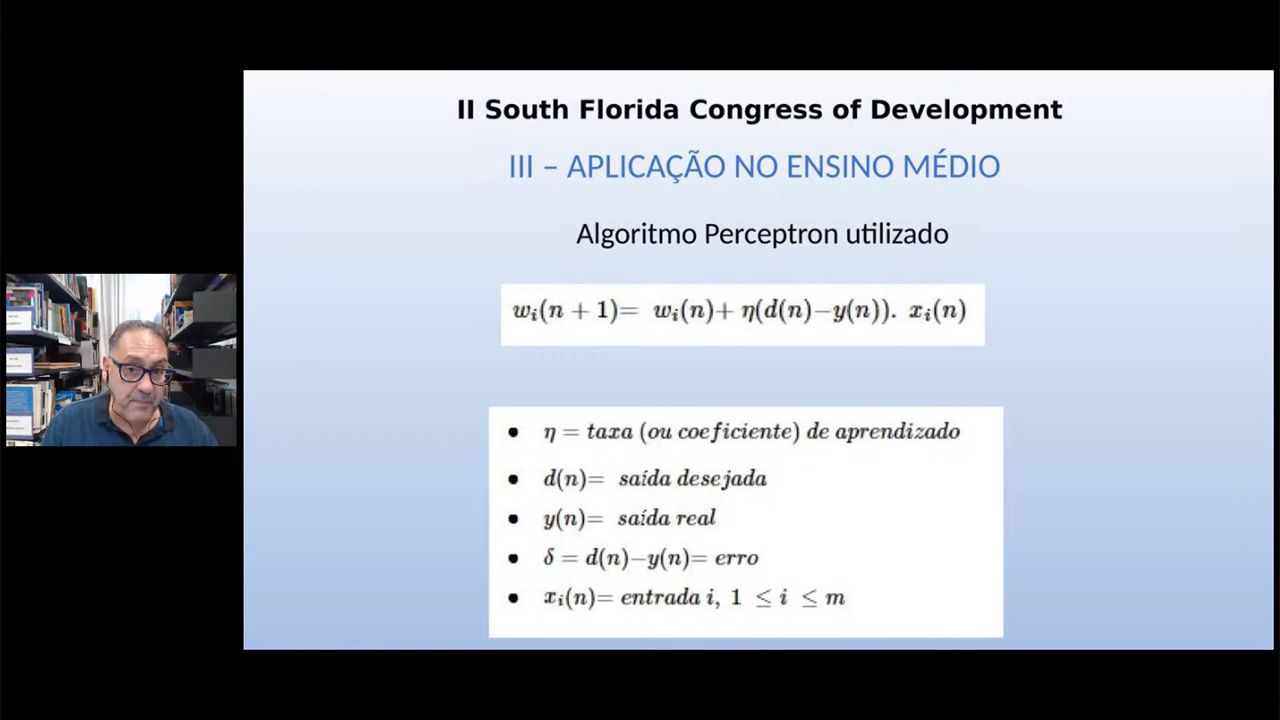 II South Florida Congress of Development
III – APLICAÇÃO NO ENSINO MÉDIO
Algoritmo Perceptron utilizado
wᵢ(n + 1)= wᵢ(n)+ η(d(n)−y(n)). xᵢ(n)
• η = taxa (ou coeficiente) de aprendizado
• d(n)= saída desejada
• y(n)= saída real
• δ = d(n)−y(n)= erro
• xᵢ(n)= entrada i, 1 ≤ i ≤ m